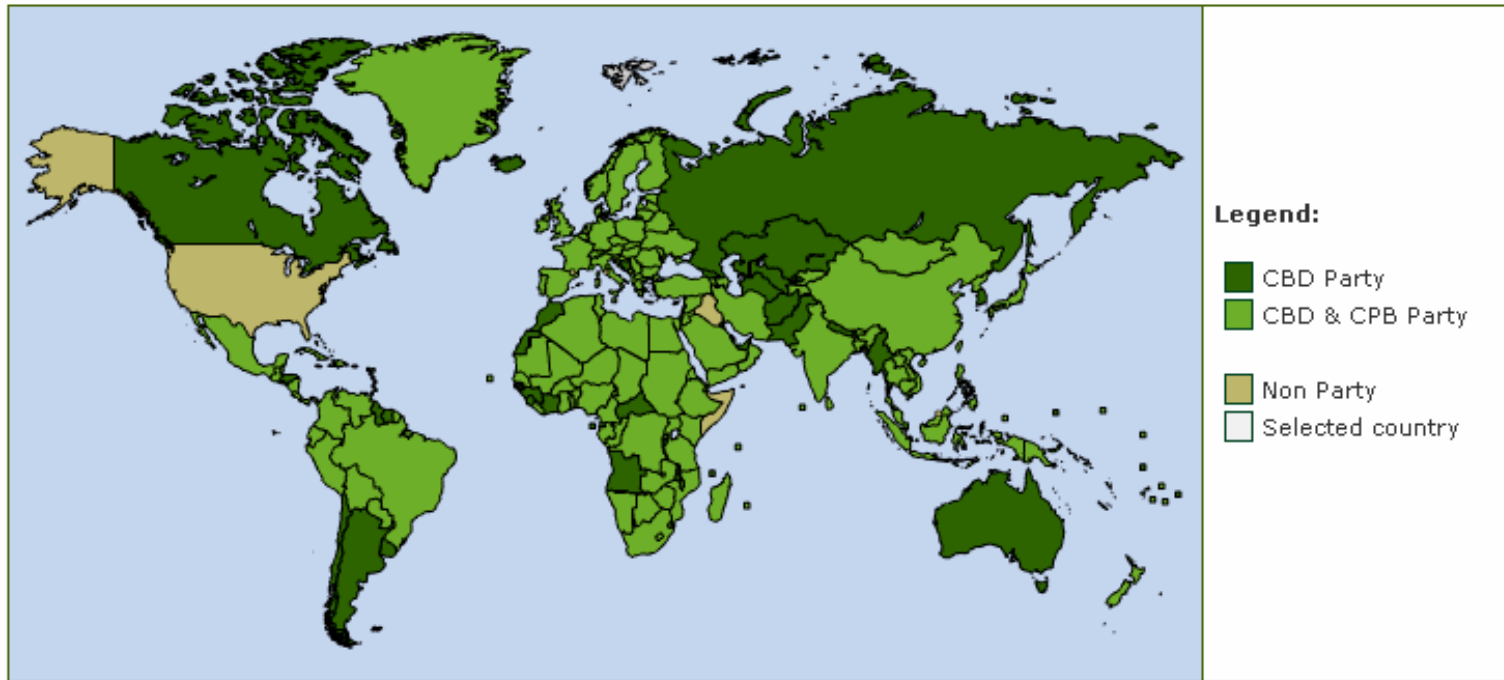 Legend:
CBD Party
CBD & CPB Party
Non Party
Selected country